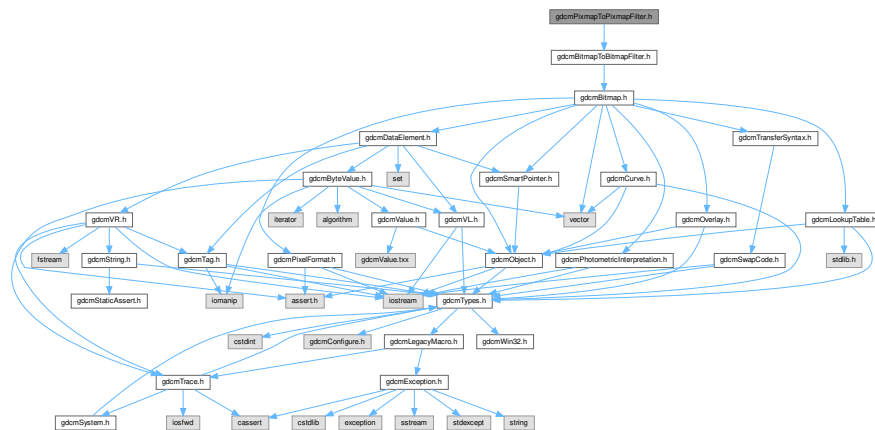 gdcmPixmapToPixmapFilter.h
gdcmBitmapToBitmapFilter.h
gdcmBitmap.h
gdcmDataElement.h
gdcmTransferSyntax.h
gdcmByteValue.h
set
gdcmSmartPointer.h
gdcmCurve.h
gdcmVR.h
iterator
algorithm
gdcmValue.h
gdcmVL.h
vector
gdcmOverlay.h
gdcmLookupTable.h
fstream
gdcmString.h
gdcmTag.h
gdcmPixelFormat.h
gdcmValue.txx
gdcmObject.h
gdcmPhotometricInterpretation.h
gdcmSwapCode.h
stdlib.h
gdcmStaticAssert.h
iomanip
assert.h
iostream
gdcmTypes.h
cstdint
gdcmConfigure.h
gdcmLegacyMacro.h
gdcmWin32.h
gdcmTrace.h
gdcmException.h
gdcmSystem.h
iosfwd
cassert
cstdlib
exception
sstream
stdexcept
string